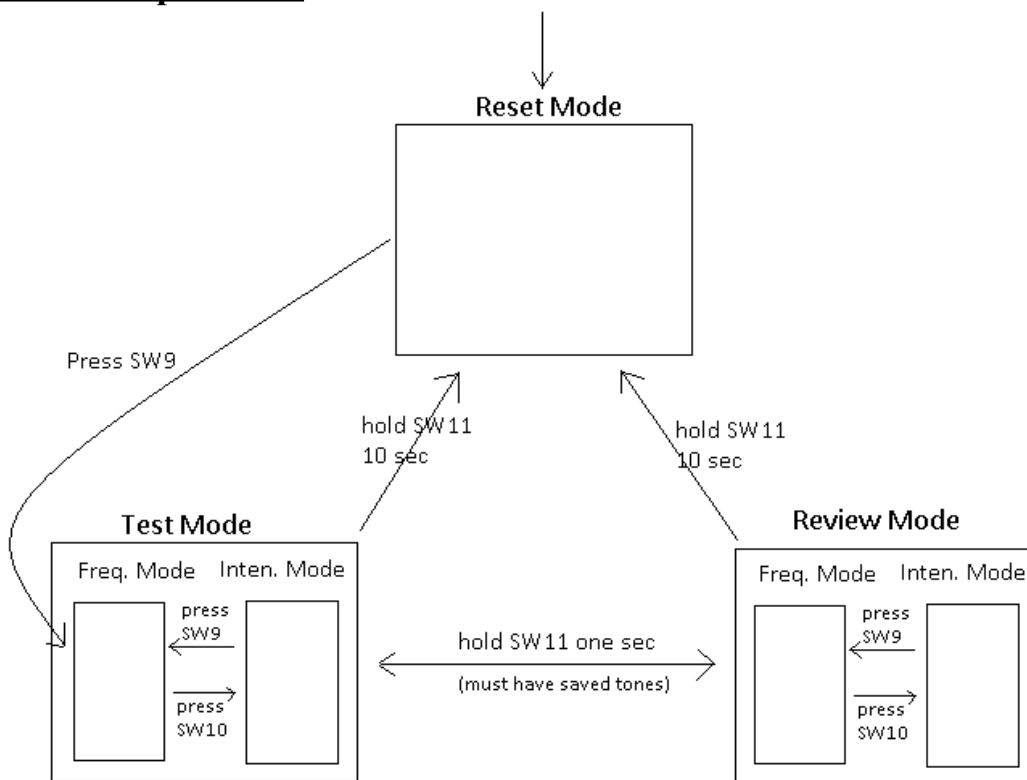 Reset Mode
Press SW9
hold SW11
10 sec
hold SW11
10 sec
Test Mode
Freq. Mode Inten. Mode
press
SW9
press
SW10
hold SW11 one sec
(must have saved tones)
Review Mode
Freq. Mode Inten. Mode
press
SW9
press
SW10